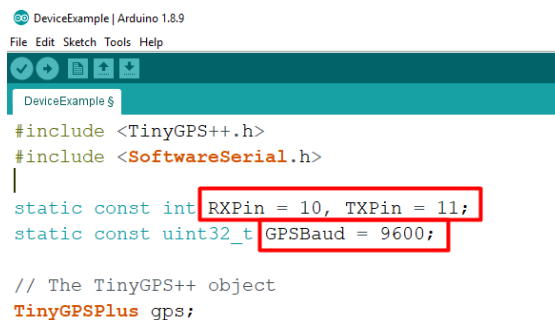 DeviceExample | Arduino 1.8.9
File Edit Sketch Tools Help
DeviceExample §
#include <TinyGPS++.h>
#include <SoftwareSerial.h>
static const int RXPin = 10, TXPin = 11;
static const uint32_t GPSBaud = 9600;
// The TinyGPS++ object
TinyGPSPlus gps;